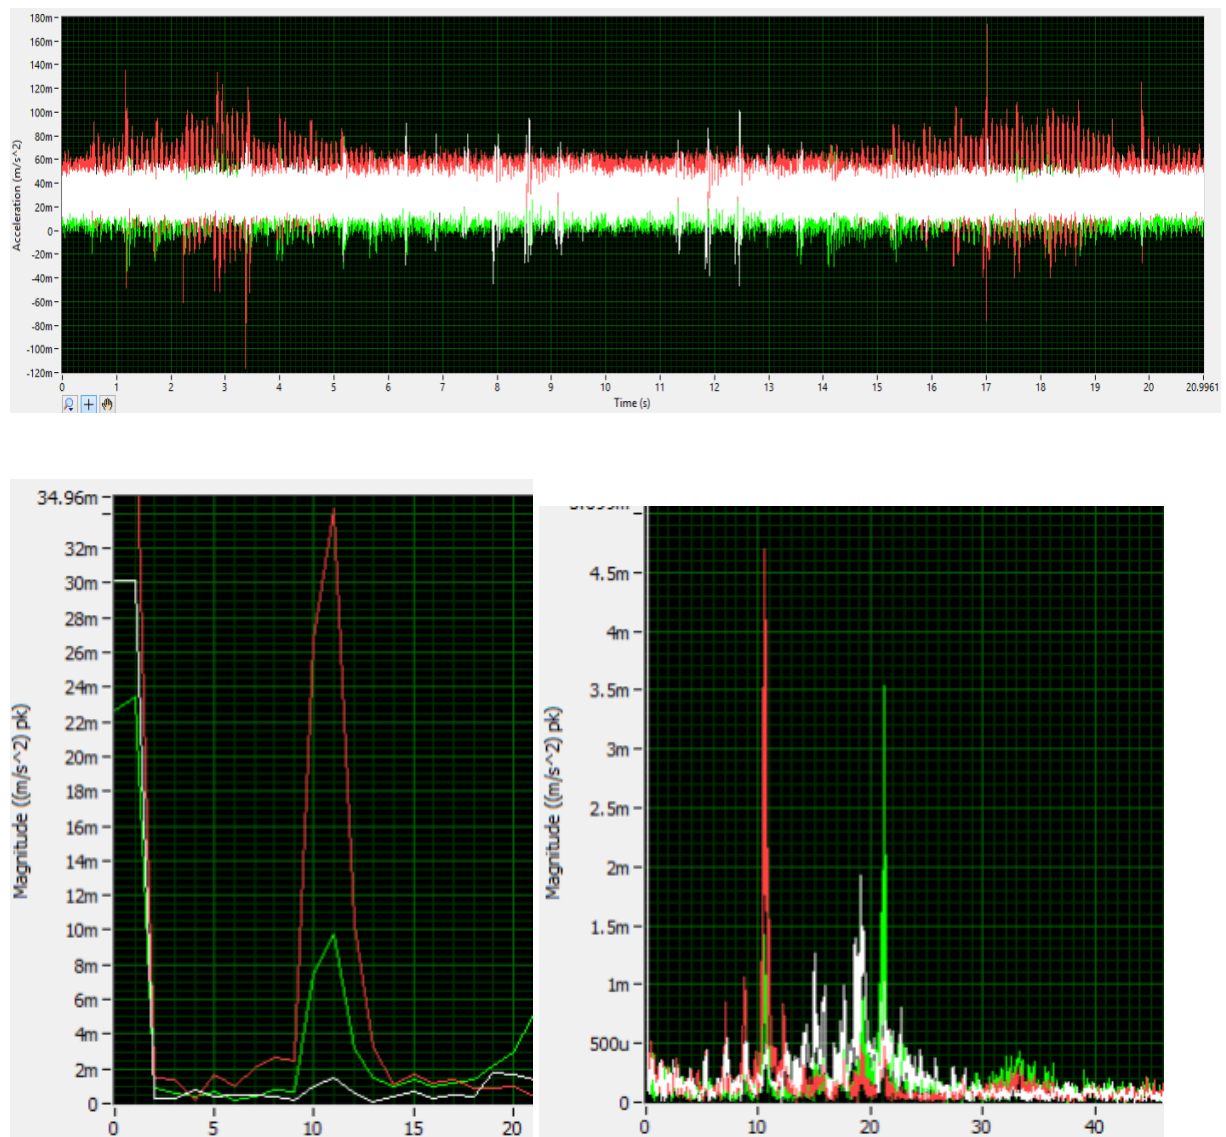 180m
160m
140m
120m
100m
80m
60m
40m
20m
0
-20m
-40m
-60m
-80m
-100m
-120m
Acceleration (m/s^2)
0 1 2 3 4 5 6 7 8 9 10 11 12 13 14 15 16 17 18 19 20 20.9961
Time (s)
34.96m
32m
30m
28m
26m
24m
22m
20m
18m
16m
14m
12m
10m
8m
6m
4m
2m
0
Magnitude ((m/s^2) pk)
0 5 10 15 20
4.5m
4m
3.5m
3m
2.5m
2m
1.5m
1m
500u
0
Magnitude ((m/s^2) pk)
0 10 20 30 40